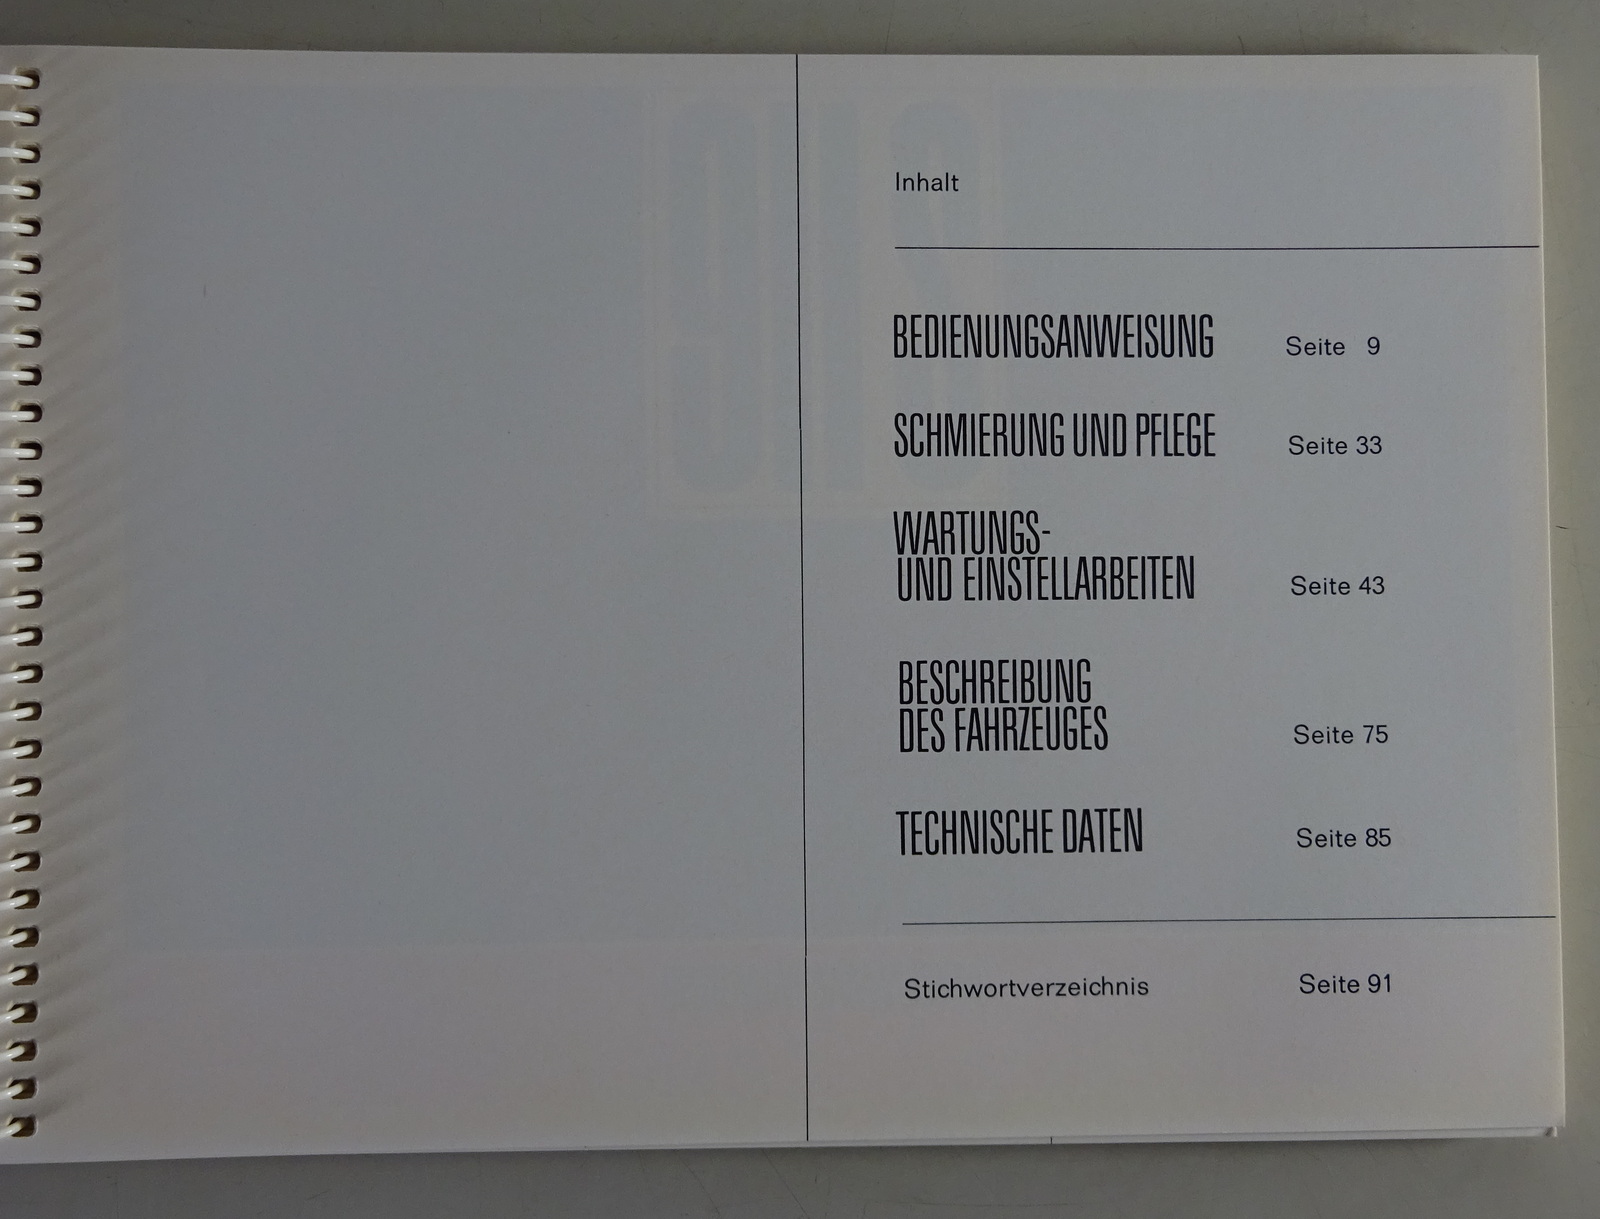 Inhalt
BEDIENUNGSANWEISUNG Seite 9
SCHMIERUNG UND PFLEGE Seite 33
WARTUNGS-
UND EINSTELLARBEITEN Seite 43
BESCHREIBUNG
DES FAHRZEUGES Seite 75
TECHNISCHE DATEN Seite 85
Stichwortverzeichnis Seite 91